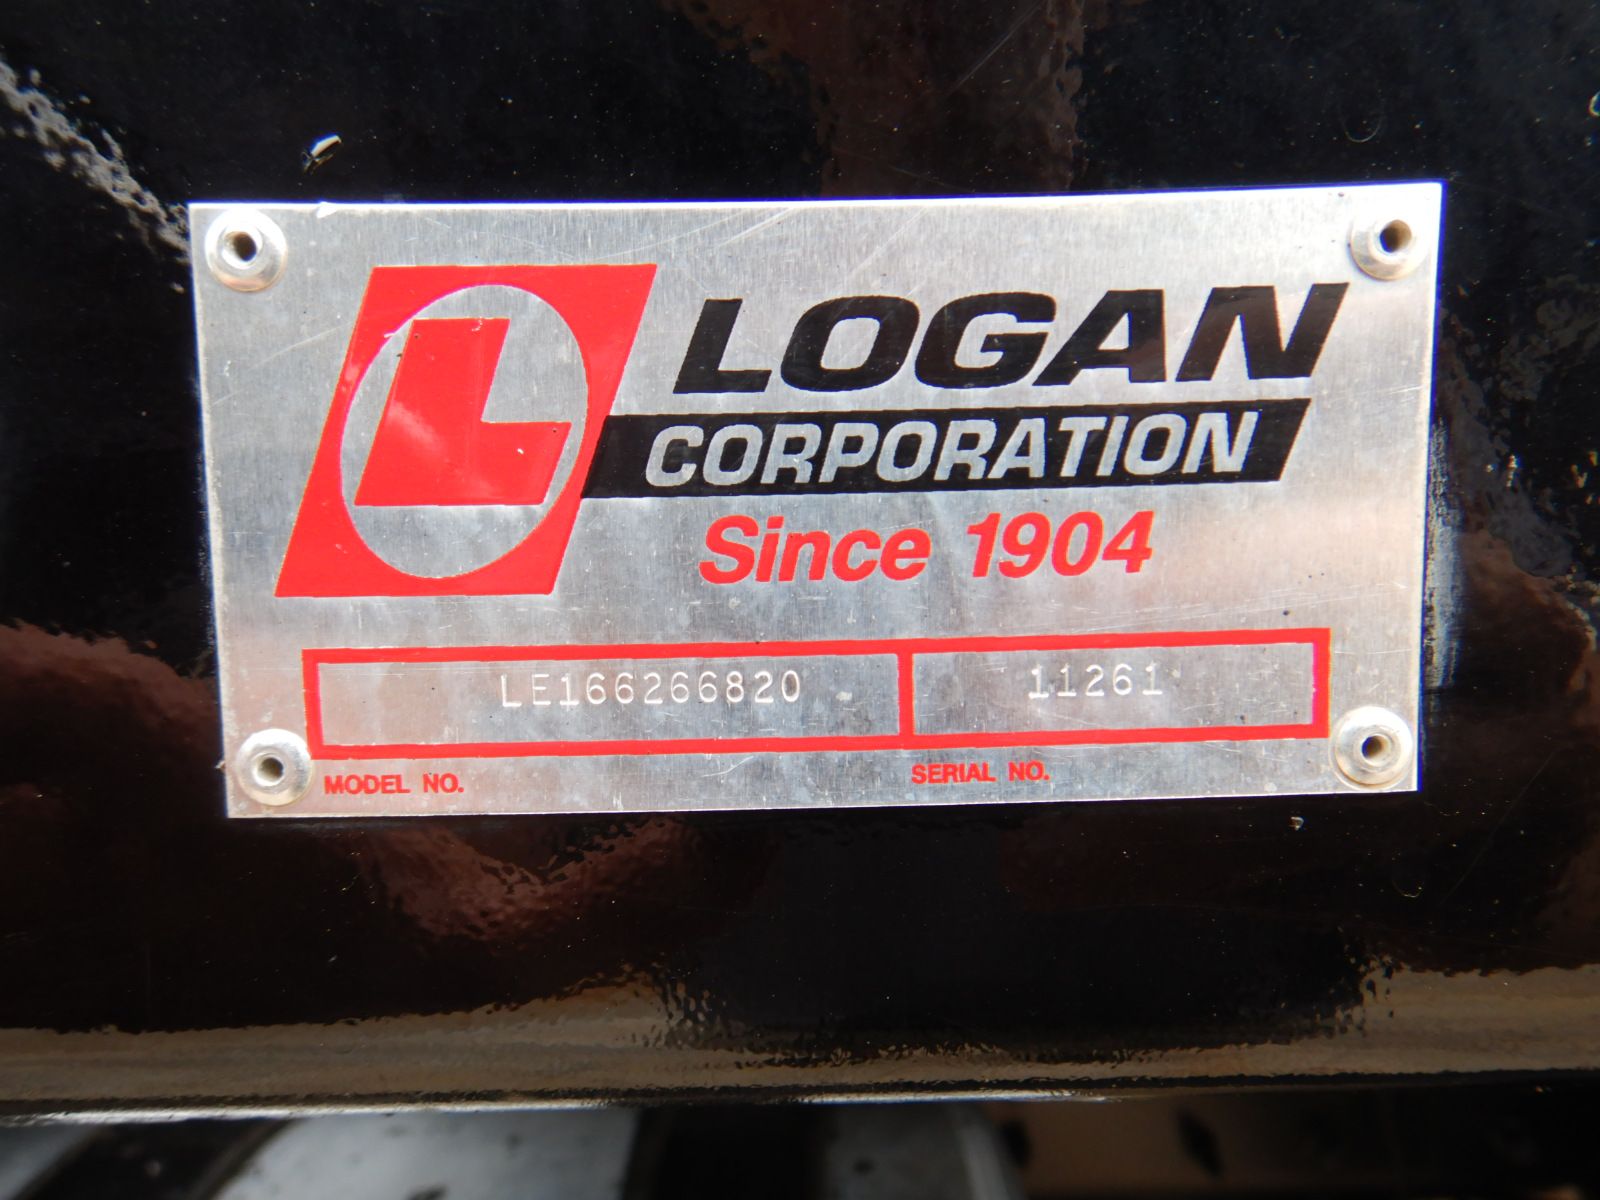 L
LOGAN
CORPORATION
Since 1904
LE166266820 11261
MODEL NO. SERIAL NO.